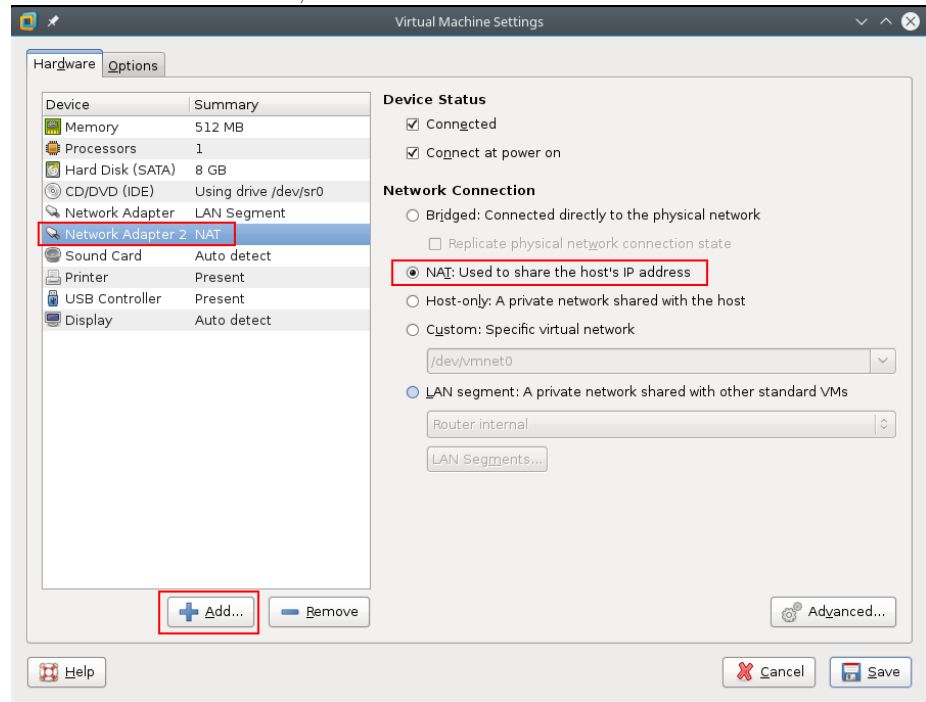 Virtual Machine Settings
Hardware Options
Device Summary
Memory 512 MB
Processors 1
Hard Disk (SATA) 8 GB
CD/DVD (IDE) Using drive /dev/sr0
Network Adapter LAN Segment
Network Adapter 2 NAT
Sound Card Auto detect
Printer Present
USB Controller Present
Display Auto detect
Add... Remove
Device Status
Connected
Connect at power on
Network Connection
Bridged: Connected directly to the physical network
Replicate physical network connection state
NAT: Used to share the host's IP address
Host-only: A private network shared with the host
Custom: Specific virtual network
/dev/vmnet0
LAN segment: A private network shared with other standard VMs
Router internal
LAN Segments...
Advanced...
Help Cancel Save